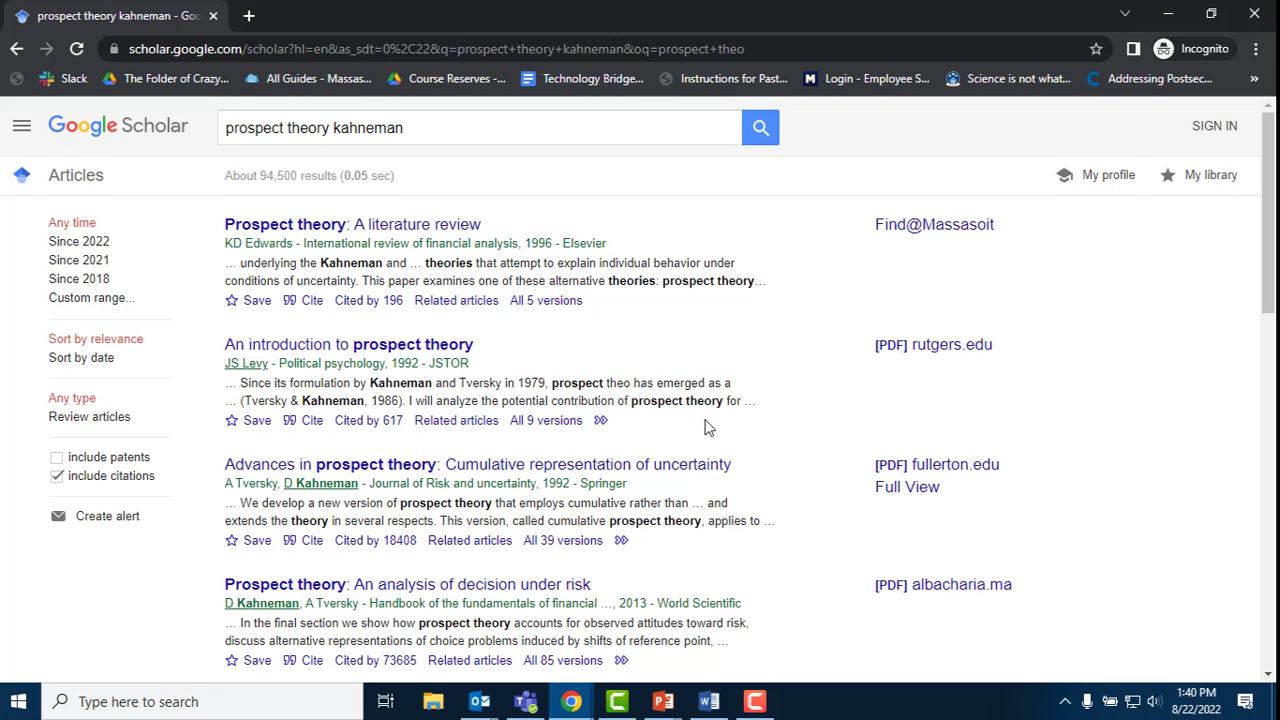 prospect theory kahneman - Goo
scholar.google.com/scholar?hl=en&as_sdt=0%2C22&q=prospect+theory+kahneman&oq=prospect+theo
Incognito
Slack
The Folder of Crazy...
All Guides - Massas...
Course Reserves -...
Technology Bridge...
Instructions for Past...
Login - Employee S...
Science is not what...
Addressing Postsec...
»
Google Scholar
prospect theory kahneman
SIGN IN
Articles
About 94,500 results (0.05 sec)
My profile
My library
Any time
Since 2022
Since 2021
Since 2018
Custom range...
Sort by relevance
Sort by date
Any type
Review articles
include patents
include citations
Create alert
Prospect theory: A literature review
KD Edwards - International review of financial analysis, 1996 - Elsevier
... underlying the Kahneman and ... theories that attempt to explain individual behavior under
conditions of uncertainty. This paper examines one of these alternative theories: prospect theory...
Save Cite Cited by 196 Related articles All 5 versions
Find@Massasoit
An introduction to prospect theory
JS Levy - Political psychology, 1992 - JSTOR
... Since its formulation by Kahneman and Tversky in 1979, prospect theo has emerged as a
... (Tversky & Kahneman, 1986). I will analyze the potential contribution of prospect theory for ...
Save Cite Cited by 617 Related articles All 9 versions
[PDF] rutgers.edu
Advances in prospect theory: Cumulative representation of uncertainty
A Tversky, D Kahneman - Journal of Risk and uncertainty, 1992 - Springer
... We develop a new version of prospect theory that employs cumulative rather than ... and
extends the theory in several respects. This version, called cumulative prospect theory, applies to ...
Save Cite Cited by 18408 Related articles All 39 versions
[PDF] fullerton.edu
Full View
Prospect theory: An analysis of decision under risk
D Kahneman, A Tversky - Handbook of the fundamentals of financial ..., 2013 - World Scientific
... In the final section we show how prospect theory accounts for observed attitudes toward risk,
discuss alternative representations of choice problems induced by shifts of reference point, ...
Save Cite Cited by 73685 Related articles All 85 versions
[PDF] albacharia.ma
Type here to search
1:40 PM
8/22/2022